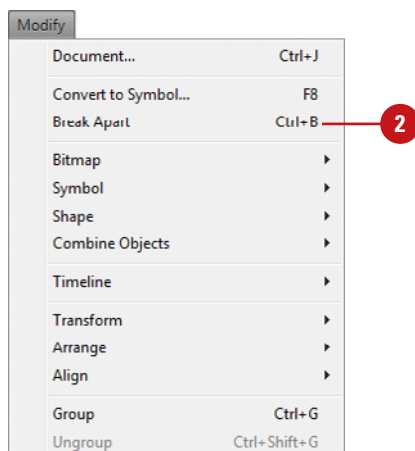 Modify
Document... Ctrl+J
Convert to Symbol... F8
Break Apart Ctrl+B
2
Bitmap
Symbol
Shape
Combine Objects
Timeline
Transform
Arrange
Align
Group Ctrl+G
Ungroup Ctrl+Shift+G